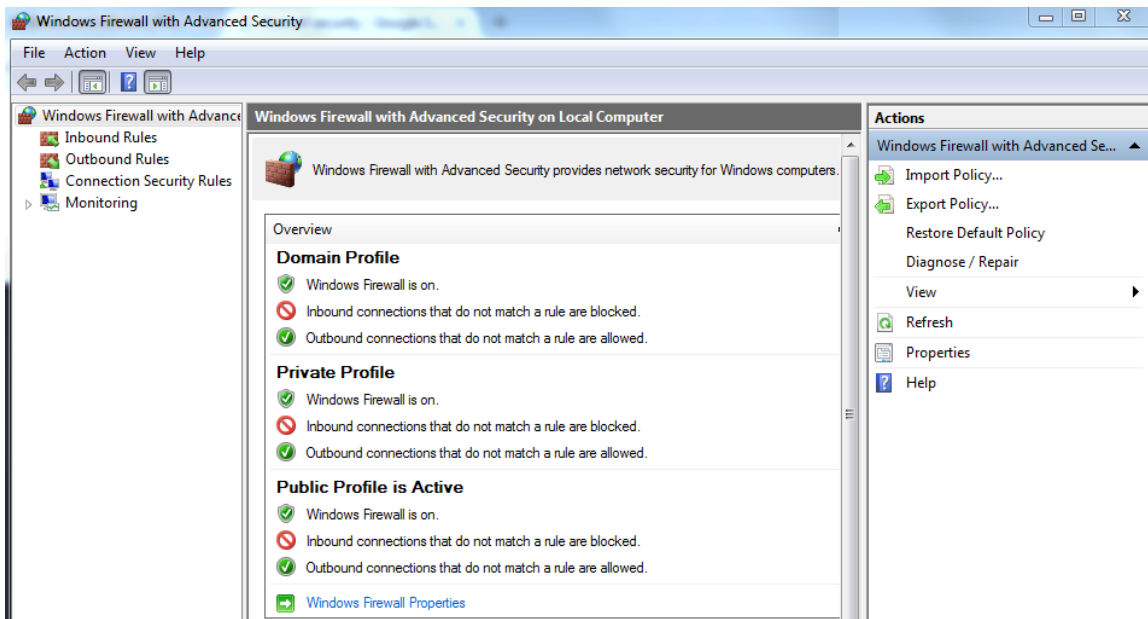 Windows Firewall with Advanced Security
File Action View Help
Windows Firewall with Advance
Inbound Rules
Outbound Rules
Connection Security Rules
Monitoring
Windows Firewall with Advanced Security on Local Computer
Windows Firewall with Advanced Security provides network security for Windows computers.
Overview
Domain Profile
Windows Firewall is on.
Inbound connections that do not match a rule are blocked.
Outbound connections that do not match a rule are allowed.
Private Profile
Windows Firewall is on.
Inbound connections that do not match a rule are blocked.
Outbound connections that do not match a rule are allowed.
Public Profile is Active
Windows Firewall is on.
Inbound connections that do not match a rule are blocked.
Outbound connections that do not match a rule are allowed.
Windows Firewall Properties
Actions
Windows Firewall with Advanced Se...
Import Policy...
Export Policy...
Restore Default Policy
Diagnose / Repair
View
Refresh
Properties
Help